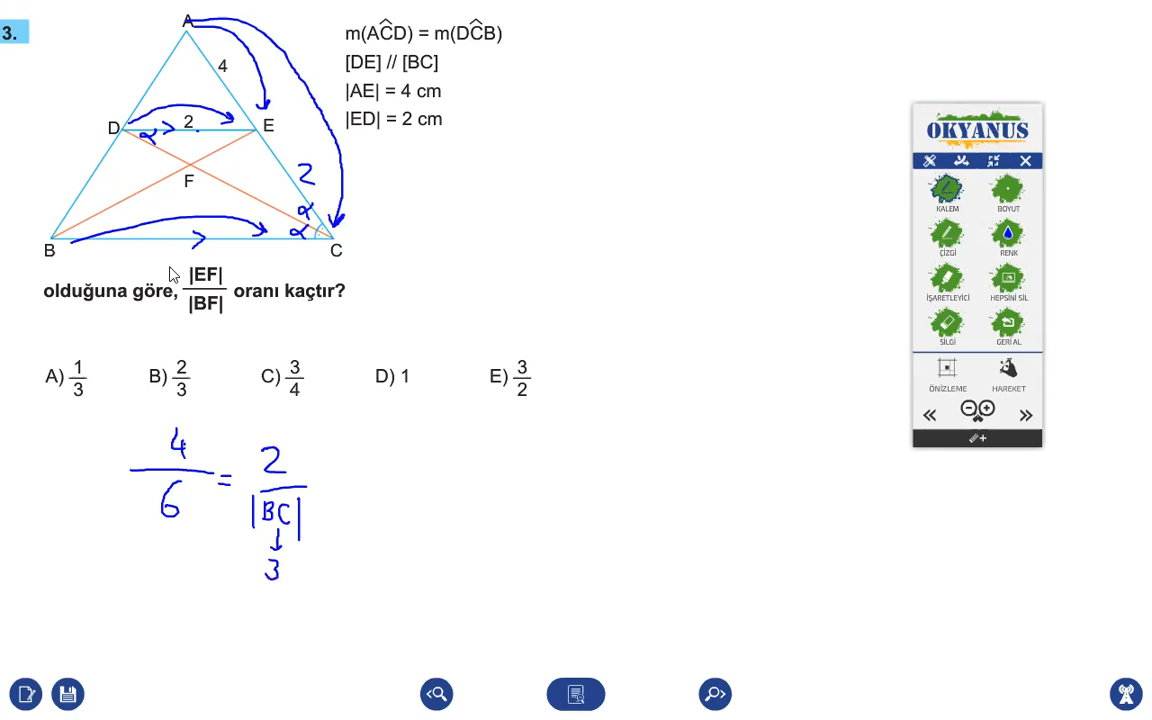 3.
A
4
D
2
E
α
F
2
α
α
B
C
m(AĈD) = m(DĈB)
[DE] // [BC]
|AE| = 4 cm
|ED| = 2 cm
olduğuna göre, |EF| / |BF| oranı kaçtır?
A) 1/3 B) 2/3 C) 3/4 D) 1 E) 3/2
4/6 = 2/|BC|
↓
3
OKYANUS
KALEM BOYUT
ÇİZGİ RENK
İŞARETLEYİCİ HEPSİNİ SİL
SİLGİ GERİ AL
ÖNİZLEME HAREKET